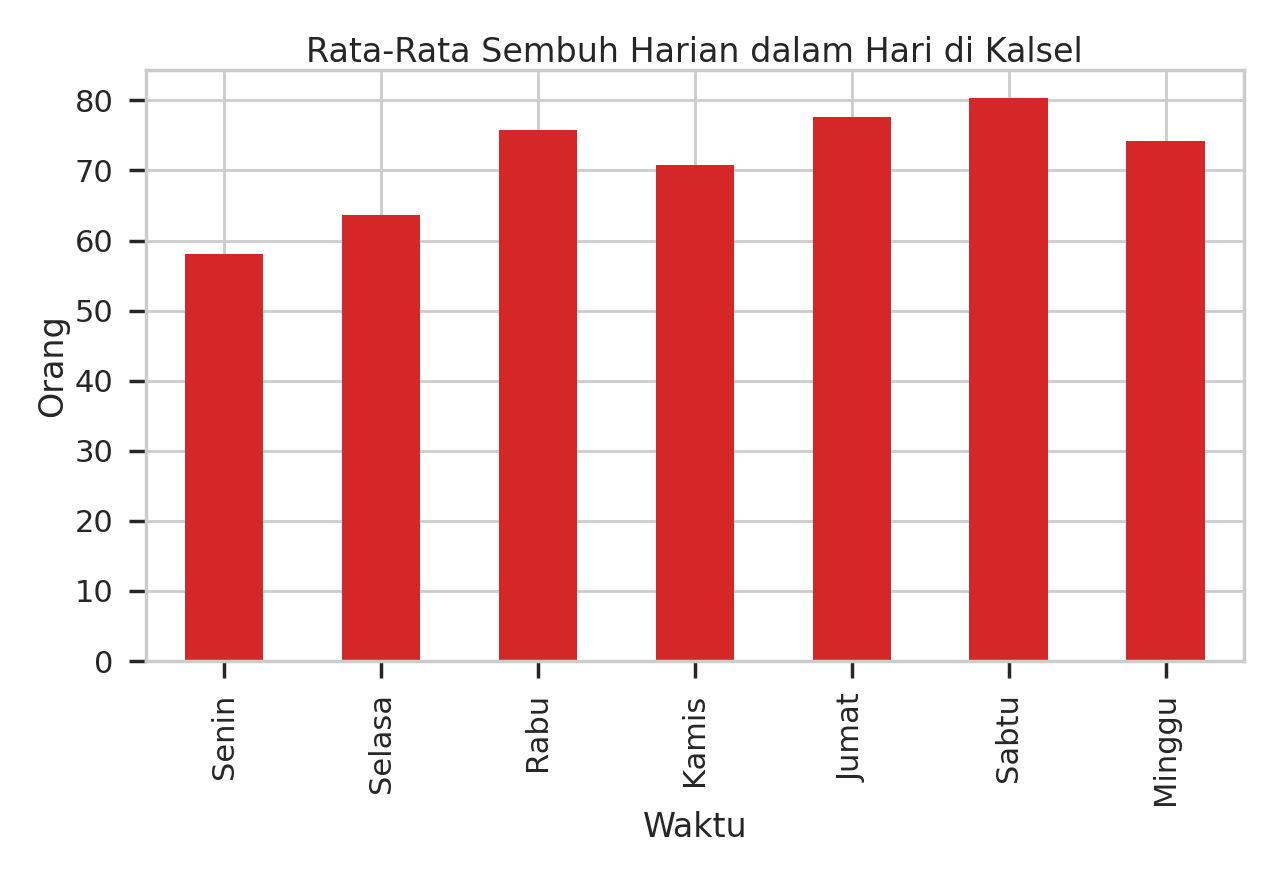 Rata-Rata Sembuh Harian dalam Hari di Kalsel
80
70
60
50
40
30
20
10
0
Orang
Senin
Selasa
Rabu
Kamis
Jumat
Sabtu
Minggu
Waktu